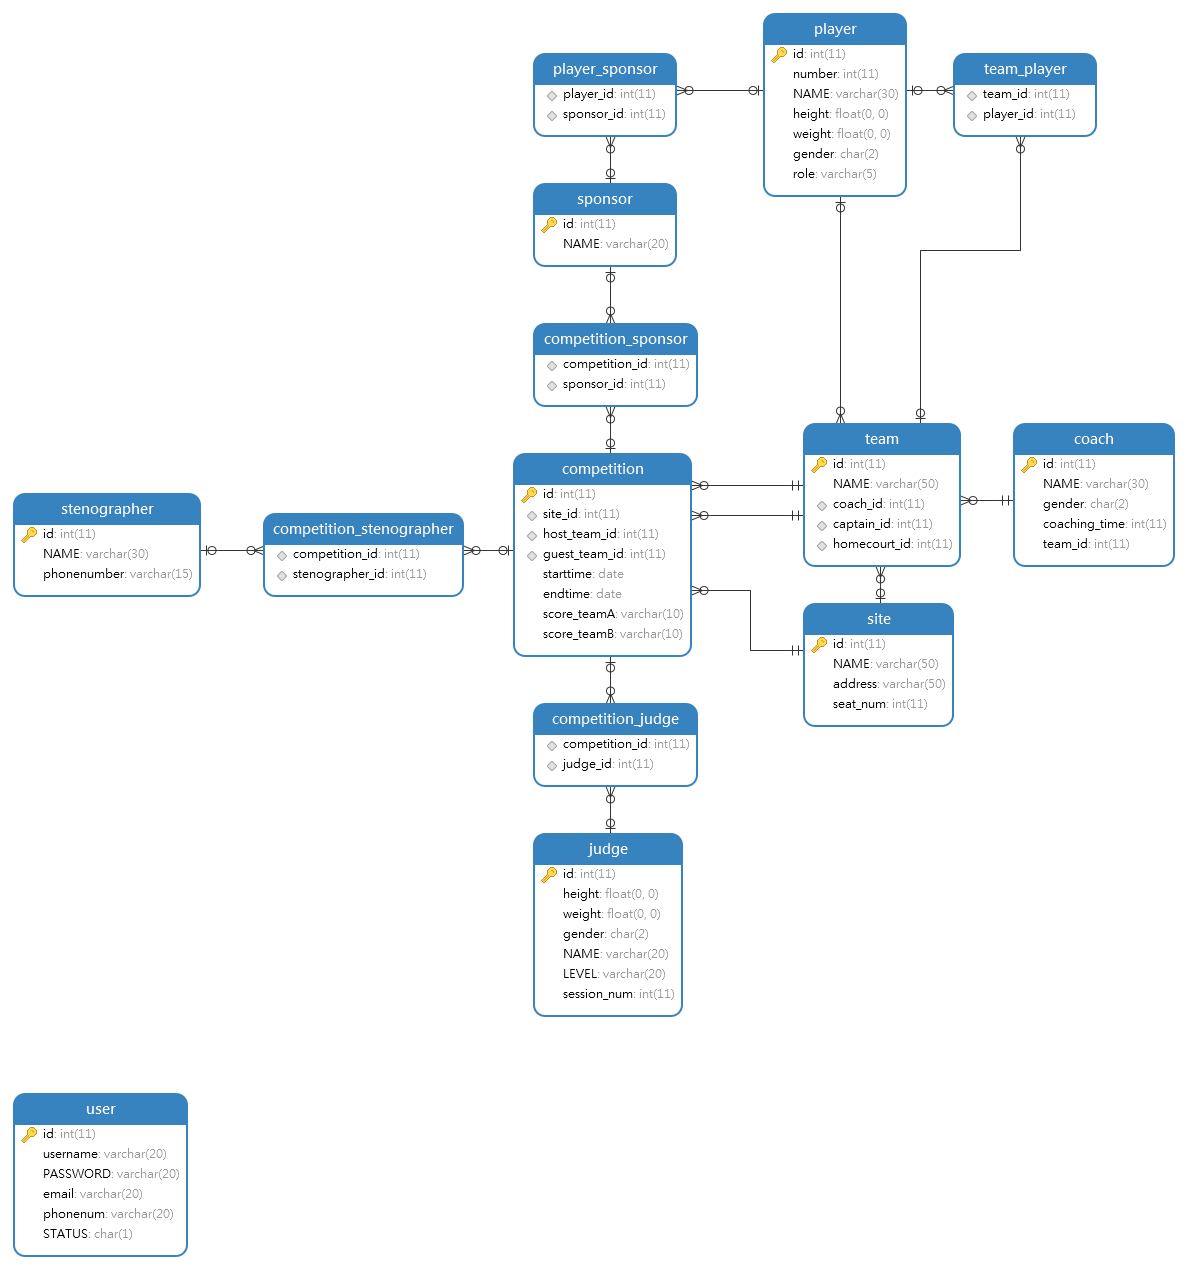 player
id: int(11)
number: int(11)
NAME: varchar(30)
height: float(0, 0)
weight: float(0, 0)
gender: char(2)
role: varchar(5)
player_sponsor
player_id: int(11)
sponsor_id: int(11)
team_player
team_id: int(11)
player_id: int(11)
sponsor
id: int(11)
NAME: varchar(20)
competition_sponsor
competition_id: int(11)
sponsor_id: int(11)
team
id: int(11)
NAME: varchar(50)
coach_id: int(11)
captain_id: int(11)
homecourt_id: int(11)
coach
id: int(11)
NAME: varchar(30)
gender: char(2)
coaching_time: int(11)
team_id: int(11)
competition
id: int(11)
site_id: int(11)
host_team_id: int(11)
guest_team_id: int(11)
starttime: date
endtime: date
score_teamA: varchar(10)
score_teamB: varchar(10)
stenographer
id: int(11)
NAME: varchar(30)
phonenumber: varchar(15)
competition_stenographer
competition_id: int(11)
stenographer_id: int(11)
site
id: int(11)
NAME: varchar(50)
address: varchar(50)
seat_num: int(11)
competition_judge
competition_id: int(11)
judge_id: int(11)
judge
id: int(11)
height: float(0, 0)
weight: float(0, 0)
gender: char(2)
NAME: varchar(20)
LEVEL: varchar(20)
session_num: int(11)
user
id: int(11)
username: varchar(20)
PASSWORD: varchar(20)
email: varchar(20)
phonenum: varchar(20)
STATUS: char(1)